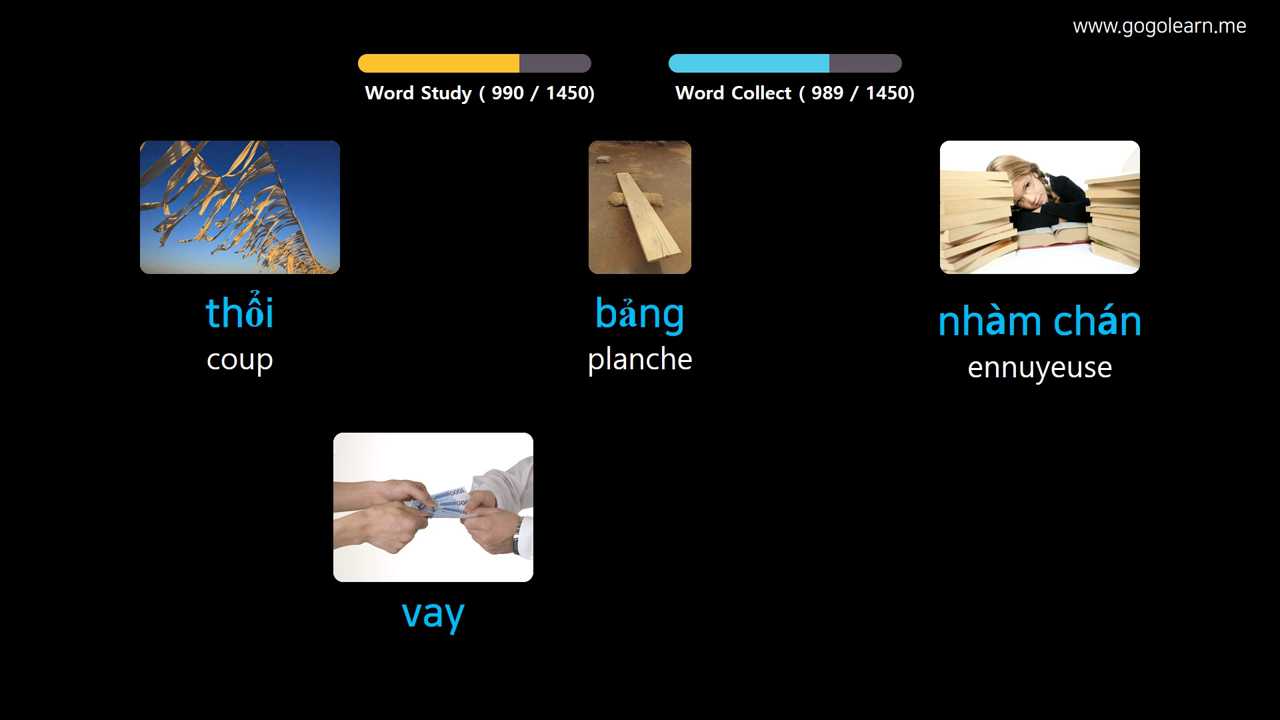 www.gogolearn.me
Word Study ( 990 / 1450)
Word Collect ( 989 / 1450)
thổi
coup
bảng
planche
nhàm chán
ennuyeuse
vay